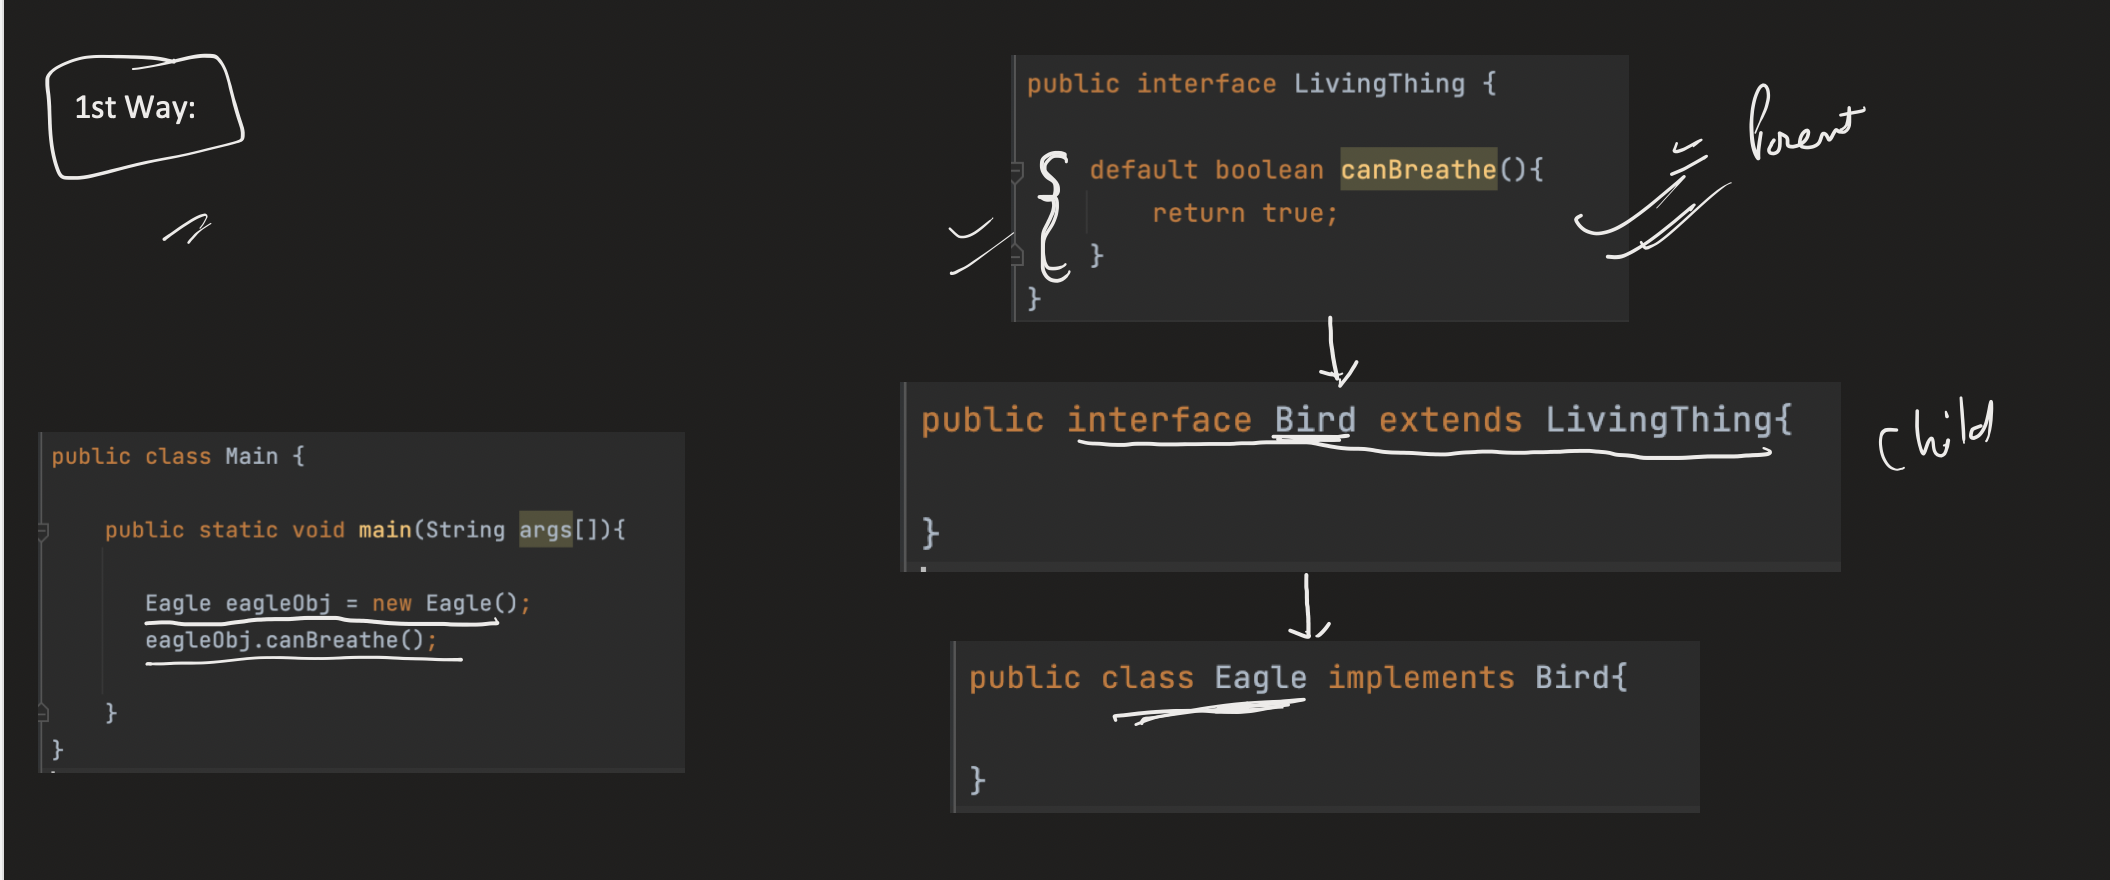 1st Way:
public interface LivingThing {
default boolean canBreathe(){
return true;
}
}
Parent
public interface Bird extends LivingThing{
}
Child
public class Main {
public static void main(String args[]){
Eagle eagleObj = new Eagle();
eagleObj.canBreathe();
}
}
public class Eagle implements Bird{
}